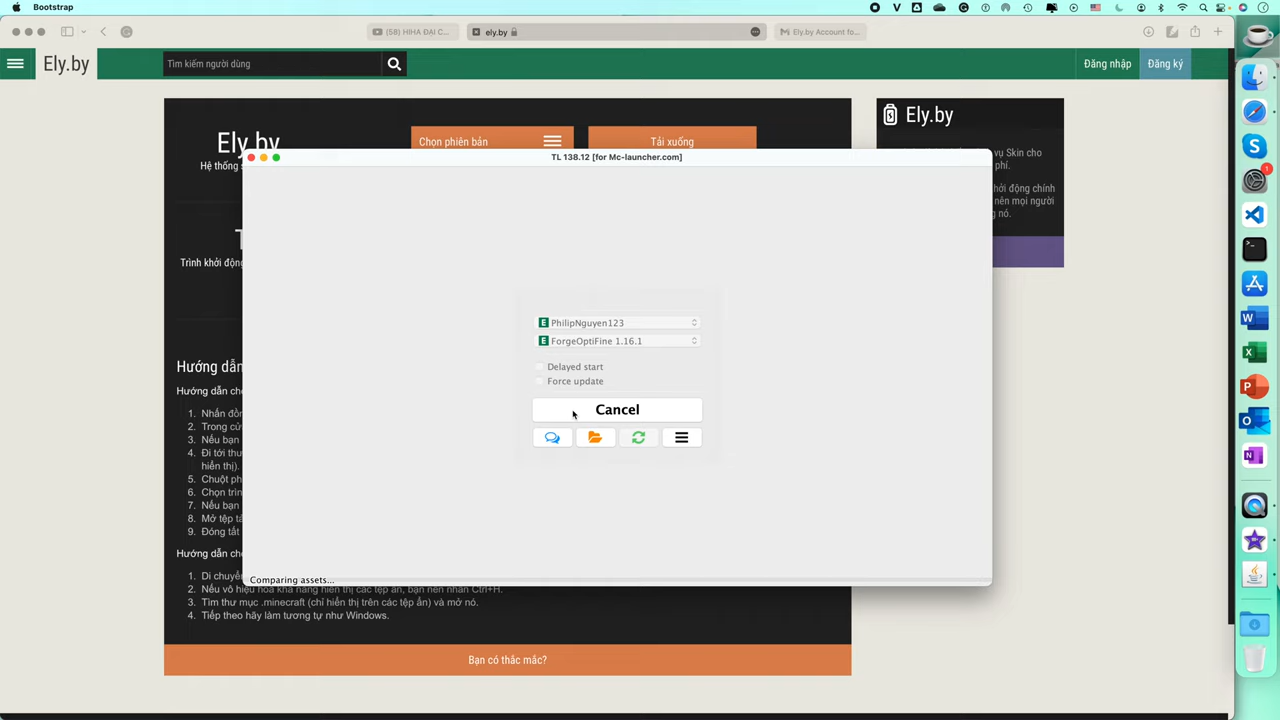 Bootstrap
(58) HIHA ĐẠI C...
ely.by
Ely.by Account fo...
Ely.by
Tìm kiếm người dùng
Đăng nhập
Đăng ký
Ely.by
Hệ thống s
Chọn phiên bản
Tải xuống
Ely.by
vụ Skin cho
phí.
hởi động chính
nên mọi người
nó.
TL 138.12 [for Mc-launcher.com]
T
Trình khởi động
PhilipNguyen123
ForgeOptiFine 1.16.1
Delayed start
Force update
Cancel
Comparing assets...
Hướng dẫn
Hướng dẫn cho
1. Nhấn đồn
2. Trong cử
3. Nếu bạn
4. Đi tới thư
hiển thị).
5. Chuột ph
6. Chọn trìn
7. Nếu bạn
8. Mở tệp tà
9. Đóng tất
Hướng dẫn cho
1. Di chuyể
2. Nếu vô hiệu hóa khả năng hiển thị các tệp ẩn, bạn nên nhấn Ctrl+H.
3. Tìm thư mục .minecraft (chỉ hiển thị trên các tệp ẩn) và mở nó.
4. Tiếp theo hãy làm tương tự như Windows.
Bạn có thắc mắc?